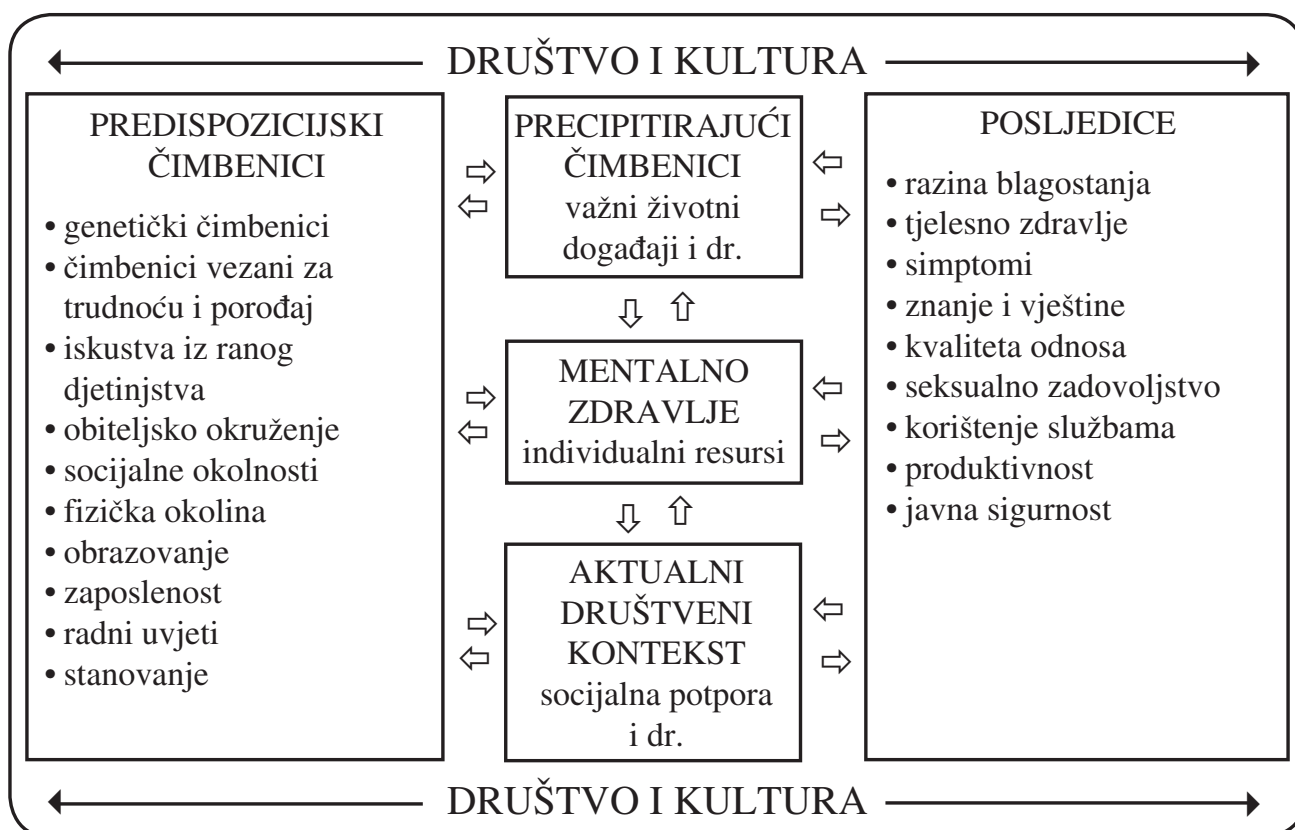 DRUŠTVO I KULTURA
PREDISPOZICIJSKI
ČIMBENICI
• genetički čimbenici
• čimbenici vezani za
trudnoću i porođaj
• iskustva iz ranog
djetinjstva
• obiteljsko okruženje
• socijalne okolnosti
• fizička okolina
• obrazovanje
• zaposlenost
• radni uvjeti
• stanovanje
PRECIPITIRAJUĆI
ČIMBENICI
važni životni
događaji i dr.
MENTALNO
ZDRAVLJE
individualni resursi
AKTUALNI
DRUŠTVENI
KONTEKST
socijalna potpora
i dr.
POSLJEDICE
• razina blagostanja
• tjelesno zdravlje
• simptomi
• znanje i vještine
• kvaliteta odnosa
• seksualno zadovoljstvo
• korištenje službama
• produktivnost
• javna sigurnost
DRUŠTVO I KULTURA